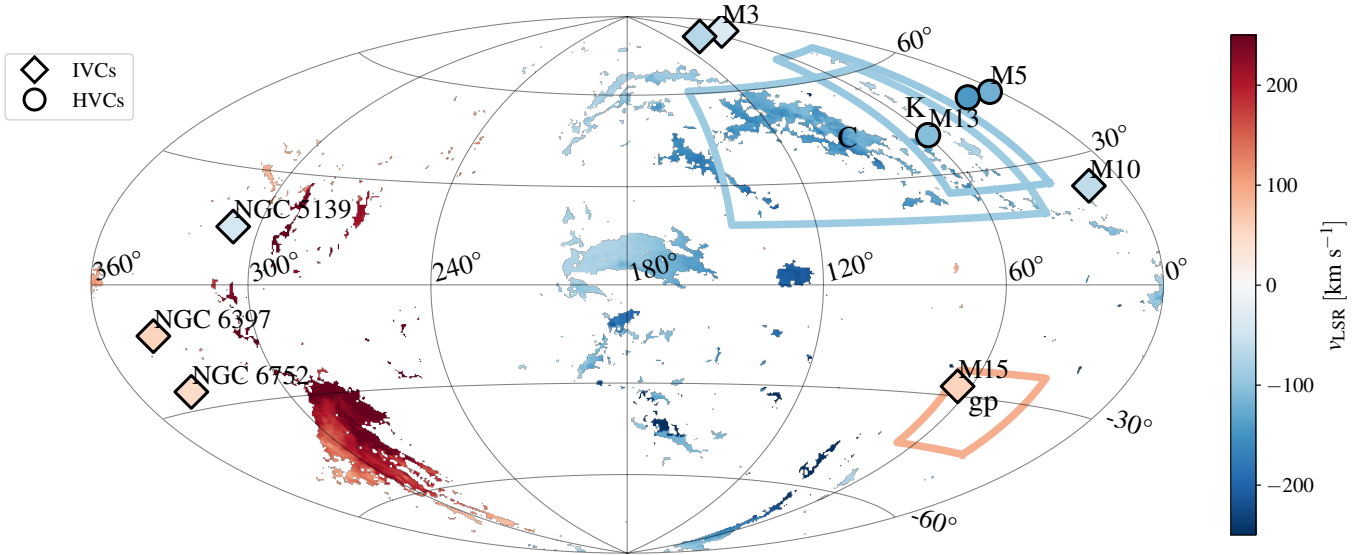 IVCs
HVCs
M3
60°
M5
K
M13
C
30°
M10
NGC 5139
360°
300°
240°
180°
120°
60°
0°
NGC 6397
NGC 6752
M15
gp
-30°
-60°
200
100
0
−100
−200
vLSR [km s−1]